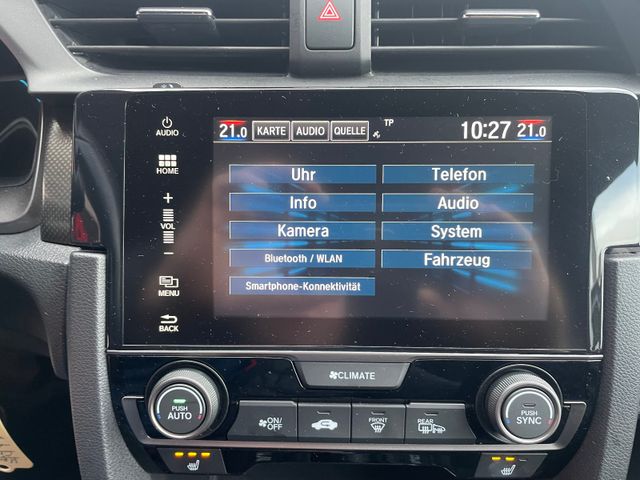 AUDIO
HOME
+
VOL
−
MENU
BACK
21.0 KARTE AUDIO QUELLE TP 10:27 21.0
Uhr Telefon
Info Audio
Kamera System
Bluetooth / WLAN Fahrzeug
Smartphone-Konnektivität
CLIMATE
PUSH AUTO
ON/OFF
FRONT
REAR
PUSH SYNC